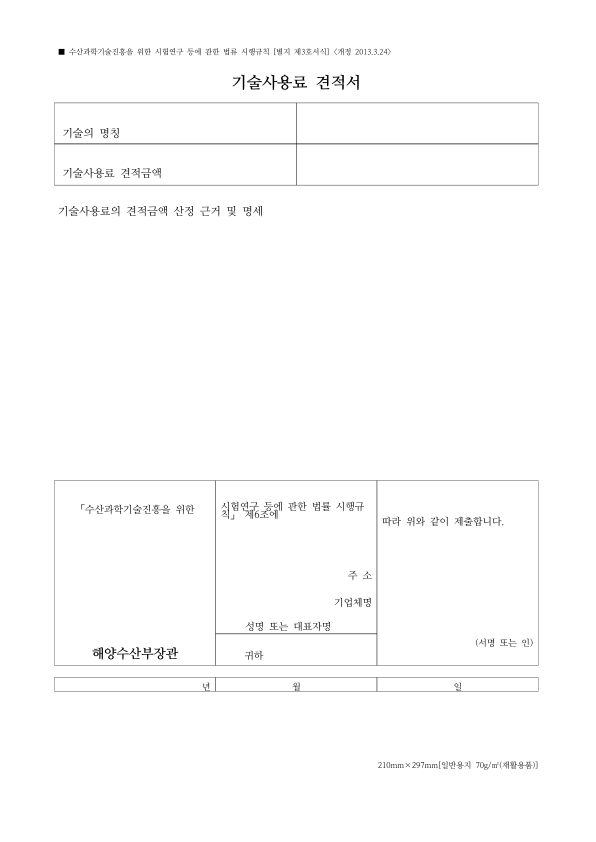 ■ 수산과학기술진흥을 위한 시험연구 등에 관한 법류 시행규칙 [별지 제3호서식] <개정 2013.3.24>
기술사용료 견적서
기술의 명칭
기술사용료 견적금액
기술사용료의 견적금액 산정 근거 및 명세
「수산과학기술진흥을 위한
시험연구 등에 관한 법률 시행규
칙」 제6조에
따라 위와 같이 제출합니다.
주 소
기업체명
성명 또는 대표자명
(서명 또는 인)
해양수산부장관
귀하
년 월 일
210mm×297mm[일반용지 70g/㎡(재활용품)]